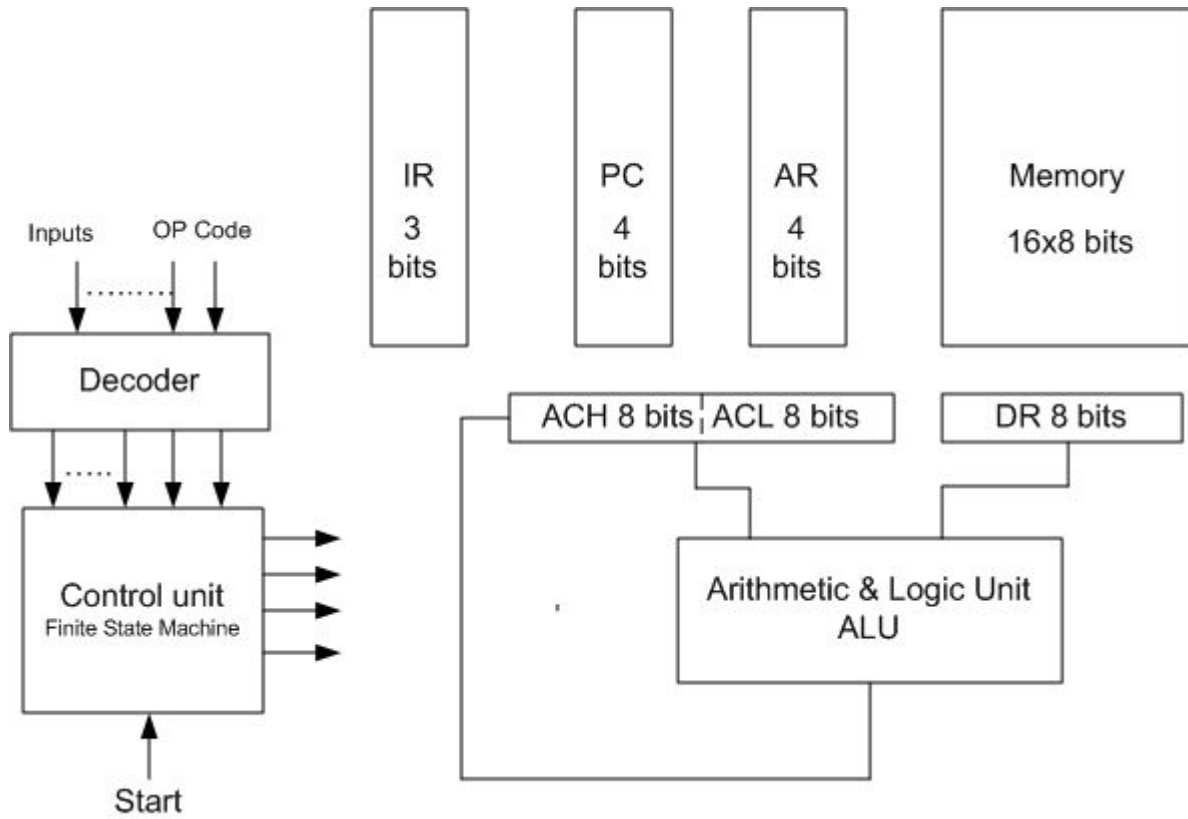 IR
3
bits
PC
4
bits
AR
4
bits
Memory
16x8 bits
Inputs
OP Code
Decoder
ACH 8 bits
ACL 8 bits
DR 8 bits
Control unit
Finite State Machine
Arithmetic & Logic Unit
ALU
Start